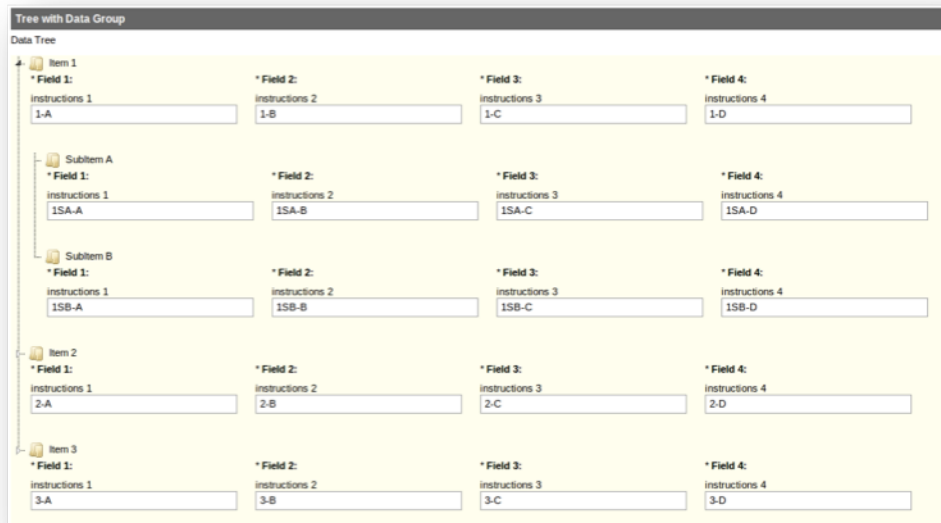 Tree with Data Group
Data Tree
Item 1
* Field 1: * Field 2: * Field 3: * Field 4:
instructions 1 instructions 2 instructions 3 instructions 4
1-A 1-B 1-C 1-D
SubItem A
* Field 1: * Field 2: * Field 3: * Field 4:
instructions 1 instructions 2 instructions 3 instructions 4
1SA-A 1SA-B 1SA-C 1SA-D
SubItem B
* Field 1: * Field 2: * Field 3: * Field 4:
instructions 1 instructions 2 instructions 3 instructions 4
1SB-A 1SB-B 1SB-C 1SB-D
Item 2
* Field 1: * Field 2: * Field 3: * Field 4:
instructions 1 instructions 2 instructions 3 instructions 4
2-A 2-B 2-C 2-D
Item 3
* Field 1: * Field 2: * Field 3: * Field 4:
instructions 1 instructions 2 instructions 3 instructions 4
3-A 3-B 3-C 3-D